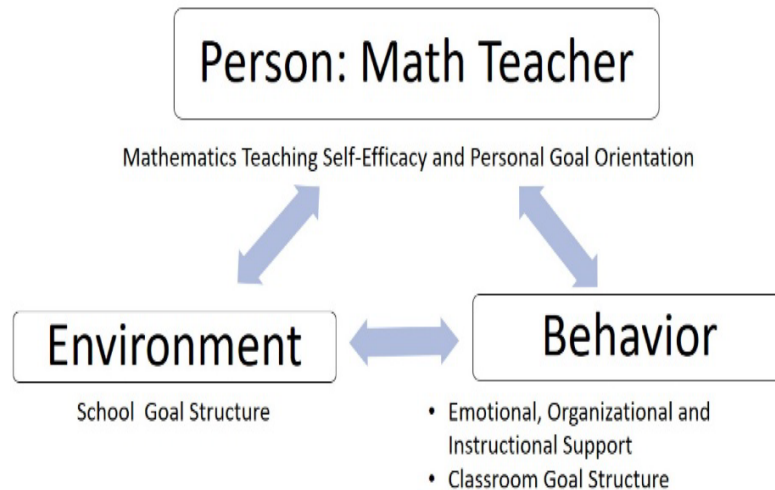 Person: Math Teacher
Mathematics Teaching Self-Efficacy and Personal Goal Orientation
Environment
School Goal Structure
Behavior
• Emotional, Organizational and
Instructional Support
• Classroom Goal Structure